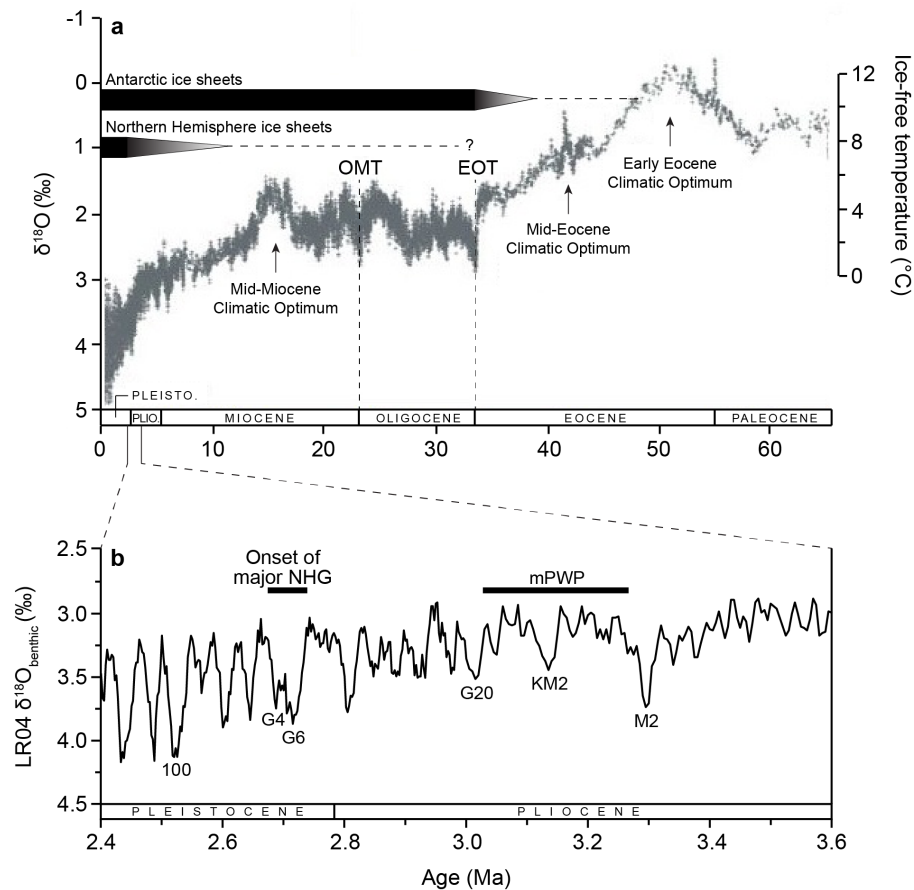 a
-1
0
1
2
3
4
5
δ¹⁸O (‰)
Antarctic ice sheets
Northern Hemisphere ice sheets
?
OMT
EOT
Mid-Miocene
Climatic Optimum
Mid-Eocene
Climatic Optimum
Early Eocene
Climatic Optimum
12
8
4
0
Ice-free temperature (°C)
PLEISTO.
PLIO.
MIOCENE
OLIGOCENE
EOCENE
PALEOCENE
0 10 20 30 40 50 60
b
2.5
3.0
3.5
4.0
4.5
LR04 δ¹⁸O benthic (‰)
Onset of
major NHG
mPWP
100
G4
G6
G20
KM2
M2
PLEISTOCENE
PLIOCENE
2.4 2.6 2.8 3.0 3.2 3.4 3.6
Age (Ma)